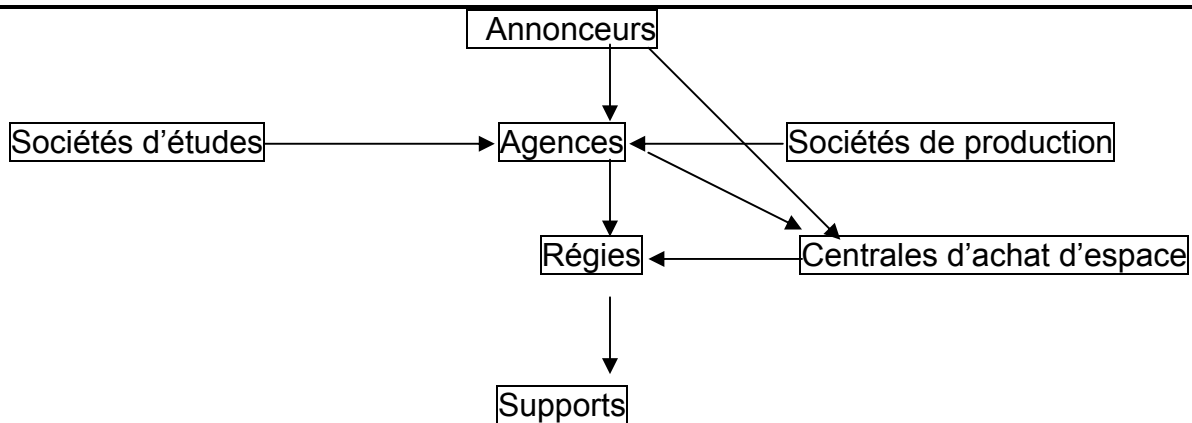 Annonceurs
Sociétés d’études
Agences
Sociétés de production
Régies
Centrales d’achat d’espace
Supports